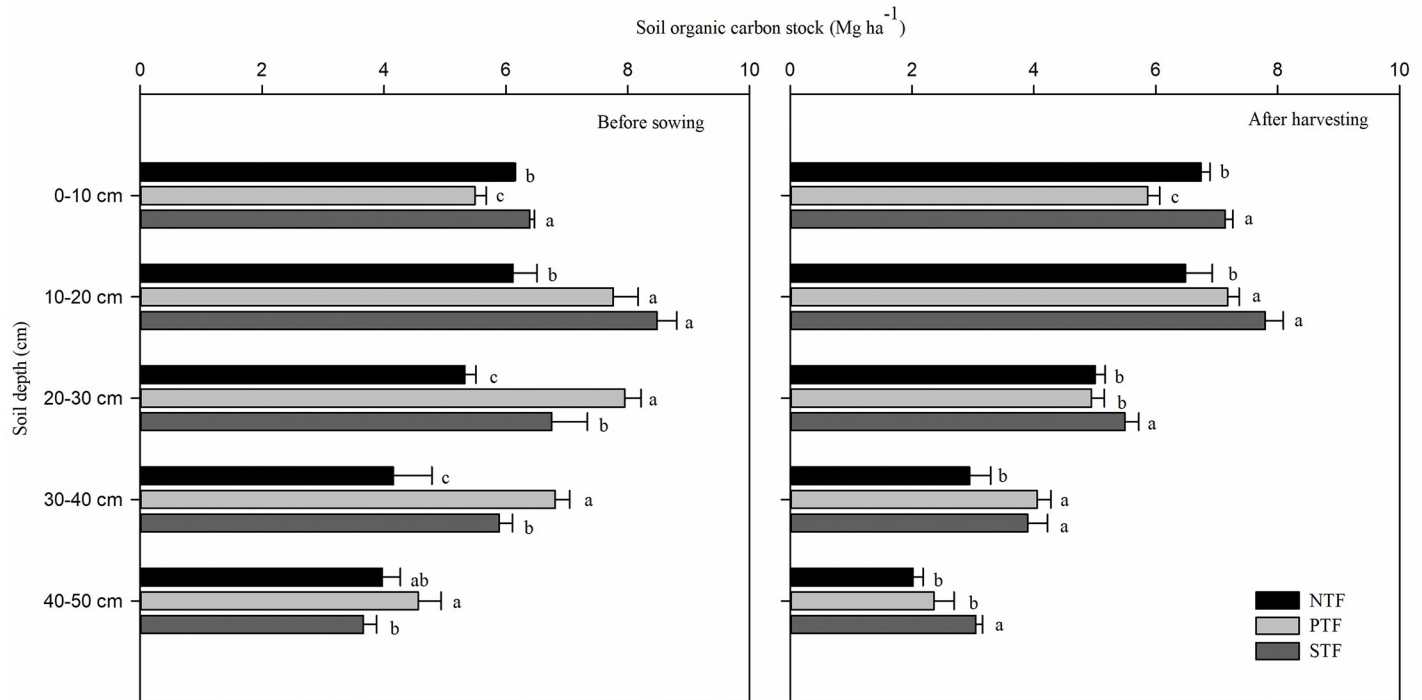 Soil organic carbon stock (Mg ha-1)
0 2 4 6 8 10
0 2 4 6 8 10
Before sowing
After harvesting
Soil depth (cm)
0-10 cm
b
c
a
b
c
a
10-20 cm
b
a
a
b
a
a
20-30 cm
c
a
b
b
b
a
30-40 cm
c
a
b
b
a
a
40-50 cm
ab
a
b
b
b
a
NTF
PTF
STF